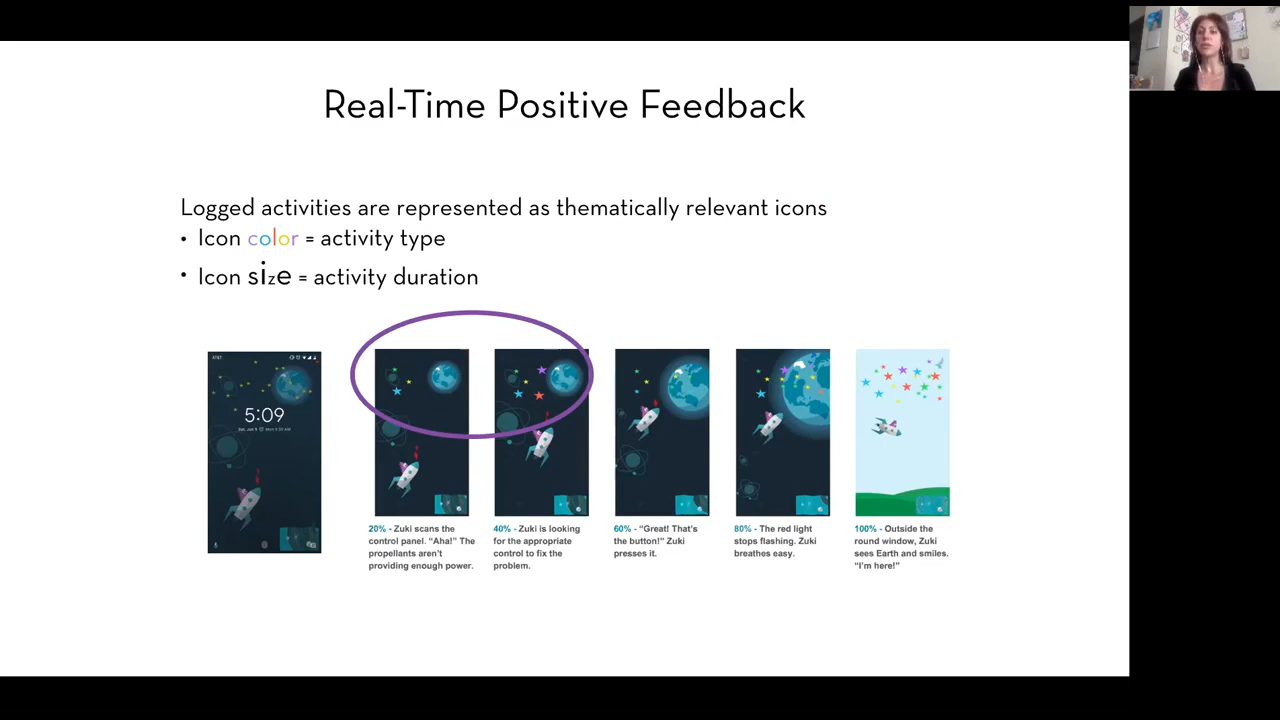 Real-Time Positive Feedback
Logged activities are represented as thematically relevant icons
• Icon color = activity type
• Icon size = activity duration
AT&T
5:09
20% - Zuki scans the
control panel. “Aha!” The
propellants aren’t
providing enough power.
40% - Zuki is looking
for the appropriate
control to fix the
problem.
60% - “Great! That’s
the button!” Zuki
presses it.
80% - The red light
stops flashing. Zuki
breathes easy.
100% - Outside the
round window, Zuki
sees Earth and smiles.
“I’m here!”